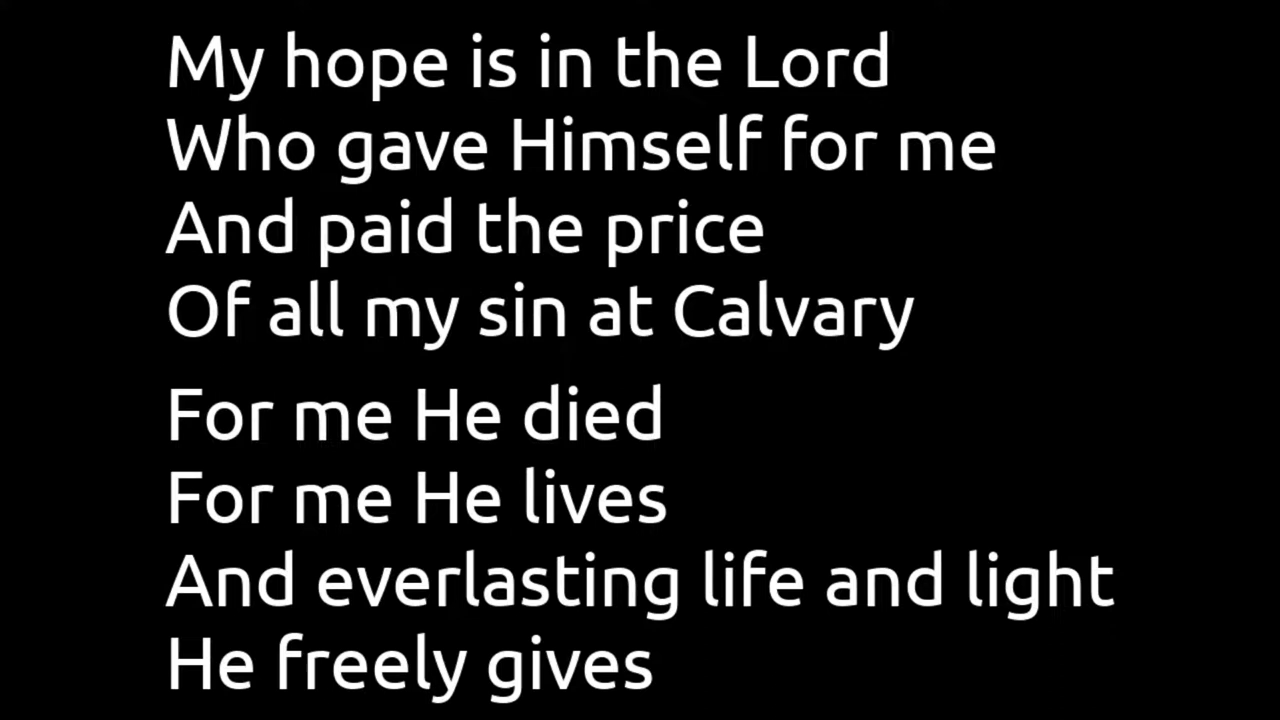 My hope is in the Lord
Who gave Himself for me
And paid the price
Of all my sin at Calvary
For me He died
For me He lives
And everlasting life and light
He freely gives